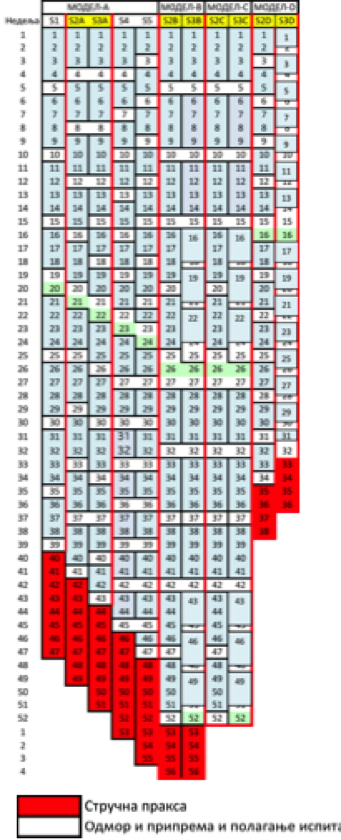 МОДЕЛ-А МОДЕЛ-B МОДЕЛ-C МОДЕЛ-D
Недеља S1 S2A S3A S4 S5 S2B S3B S2C S3C S2D S3D
1 1 1 1 1 1 1 1 1 1 1 1
2 2 2 2 2 2 2 2 2 2 2
3 3 3 3 3 3 3 3 3 3 3 3
4 4 4 4 4 4 4 4 4 4 4
5 5 5 5 5 5 5 5 5 5 5 5
6 6 6 6 6 6 6 6 6 6 6
7 7 7 7 7 7 7 7 7 7 7 7
8 8 8 8 8 8 8 8 8 8 8
9 9 9 9 9 9 9 9 9 9 9 9
10 10 10 10 10 10 10 10 10 10 10
11 11 11 11 11 11 11 11 11 11 11 11
12 12 12 12 12 12 12 12 12 12 12
13 13 13 13 13 13 13 13 13 13 13 13
14 14 14 14 14 14 14 14 14 14 14
15 15 15 15 15 15 15 15 15 15 15 15
16 16 16 16 16 16 16 16 16 16 16 16
17 17 17 17 17 17 17 17 17 17
18 18 18 18 18 18 18 18 18
19 19 19 19 19 19 19 19 19 19 19 19
20 20 20 20 20 20 20 20 20
21 21 21 21 21 21 21 21 21 21
22 22 22 22 22 22 22 22 22 22 22
23 23 23 23 23 23 23 23 23 23
24 24 24 24 24 24 24 24 24
25 25 25 25 25 25 25 25 25 25 25 25
26 26 26 26 26 26 26 26 26 26 26
27 27 27 27 27 27 27 27 27 27 27 27
28 28 28 28 28 28 28 28 28 28 28
29 29 29 29 29 29 29 29 29 29 29 29
30 30 30 30 30 30 30 30 30 30 30
31 31 31 31 31 31 31 31 31 31 31 31
32 32 32 32 32 32 32 32 32 32 32 32
33 33 33 33 33 33 33 33 33 33 33 33
34 34 34 34 34 34 34 34 34 34 34 34
35 35 35 35 35 35 35 35 35 35 35 35
36 36 36 36 36 36 36 36 36 36 36 36
37 37 37 37 37 37 37 37 37 37 37
38 38 38 38 38 38 38 38 38 38 38
39 39 39 39 39 39 39 39 39 39
40 40 40 40 40 40 40 40 40 40
41 41 41 41 41 41 41 41 41 41
42 42 42 42 42 42 42 42 42 42
43 43 43 43 43 43 43 43 43 43
44 44 44 44 44 44 44 44
45 45 45 45 45 45 45 45
46 46 46 46 46 46 46 46 46 46
47 47 47 47 47 47 47 47
48 48 48 48 48 48 48
49 49 49 49 49 49 49 49 49
50 50 50 50 50 50
51 51 51 51 51 51
52 52 52 52 52 52 52
1 53 53 53 53
2 54 54 54
3 55 55 55
4 56 56
Стручна пракса
Одмор и припрема и полагање испита